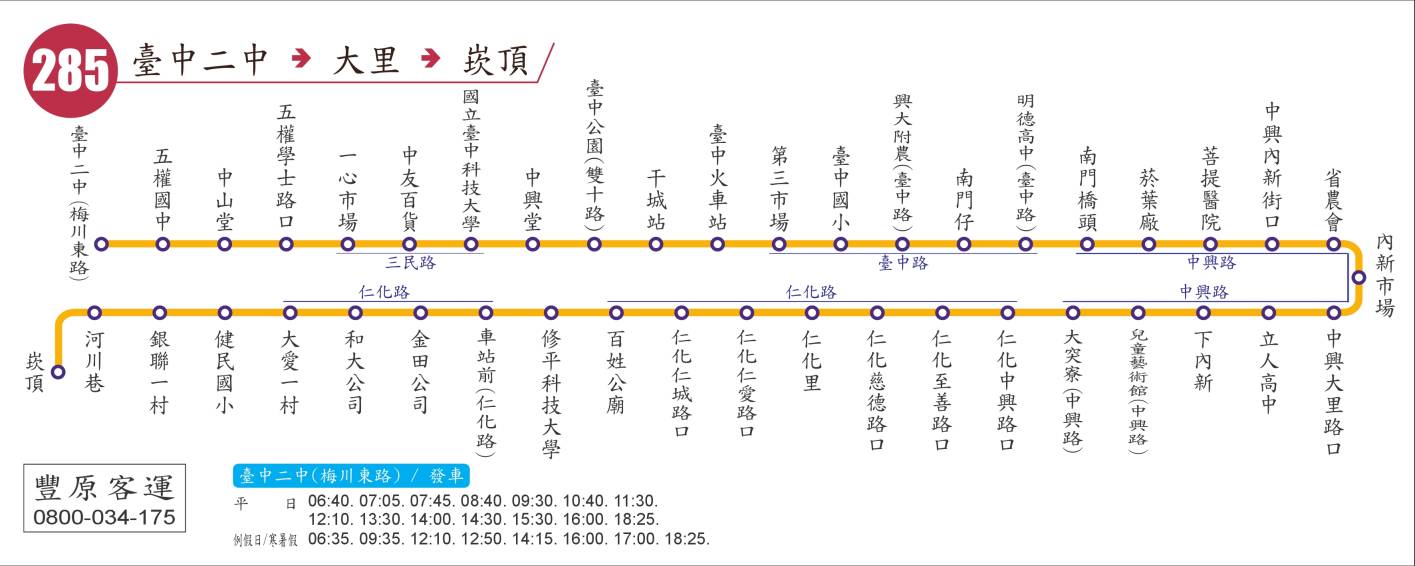 285 臺中二中 ➔ 大里 ➔ 崁頂
臺中二中(梅川東路)
五權國中
中山堂
五權學士路口
一心市場
中友百貨
國立臺中科技大學
中興堂
臺中公園(雙十路)
干城站
臺中火車站
第三市場
臺中國小
興大附農(臺中路)
南門仔
明德高中(臺中路)
南門橋頭
菸葉廠
菩提醫院
中興內新街口
省農會
內新市場
三民路
臺中路
中興路
仁化路
仁化路
中興路
崁頂
河川巷
銀聯一村
健民國小
大愛一村
和大公司
金田公司
車站前(仁化路)
修平科技大學
百姓公廟
仁化仁城路口
仁化仁愛路口
仁化里
仁化慈德路口
仁化至善路口
仁化中興路口
大突寮(中興路)
兒童藝術館(中興路)
下內新
立人高中
中興大里路口
豐原客運
0800-034-175
臺中二中(梅川東路) / 發車
平 日 06:40. 07:05. 07:45. 08:40. 09:30. 10:40. 11:30.
12:10. 13:30. 14:00. 14:30. 15:30. 16:00. 18:25.
例假日/寒暑假 06:35. 09:35. 12:10. 12:50. 14:15. 16:00. 17:00. 18:25.